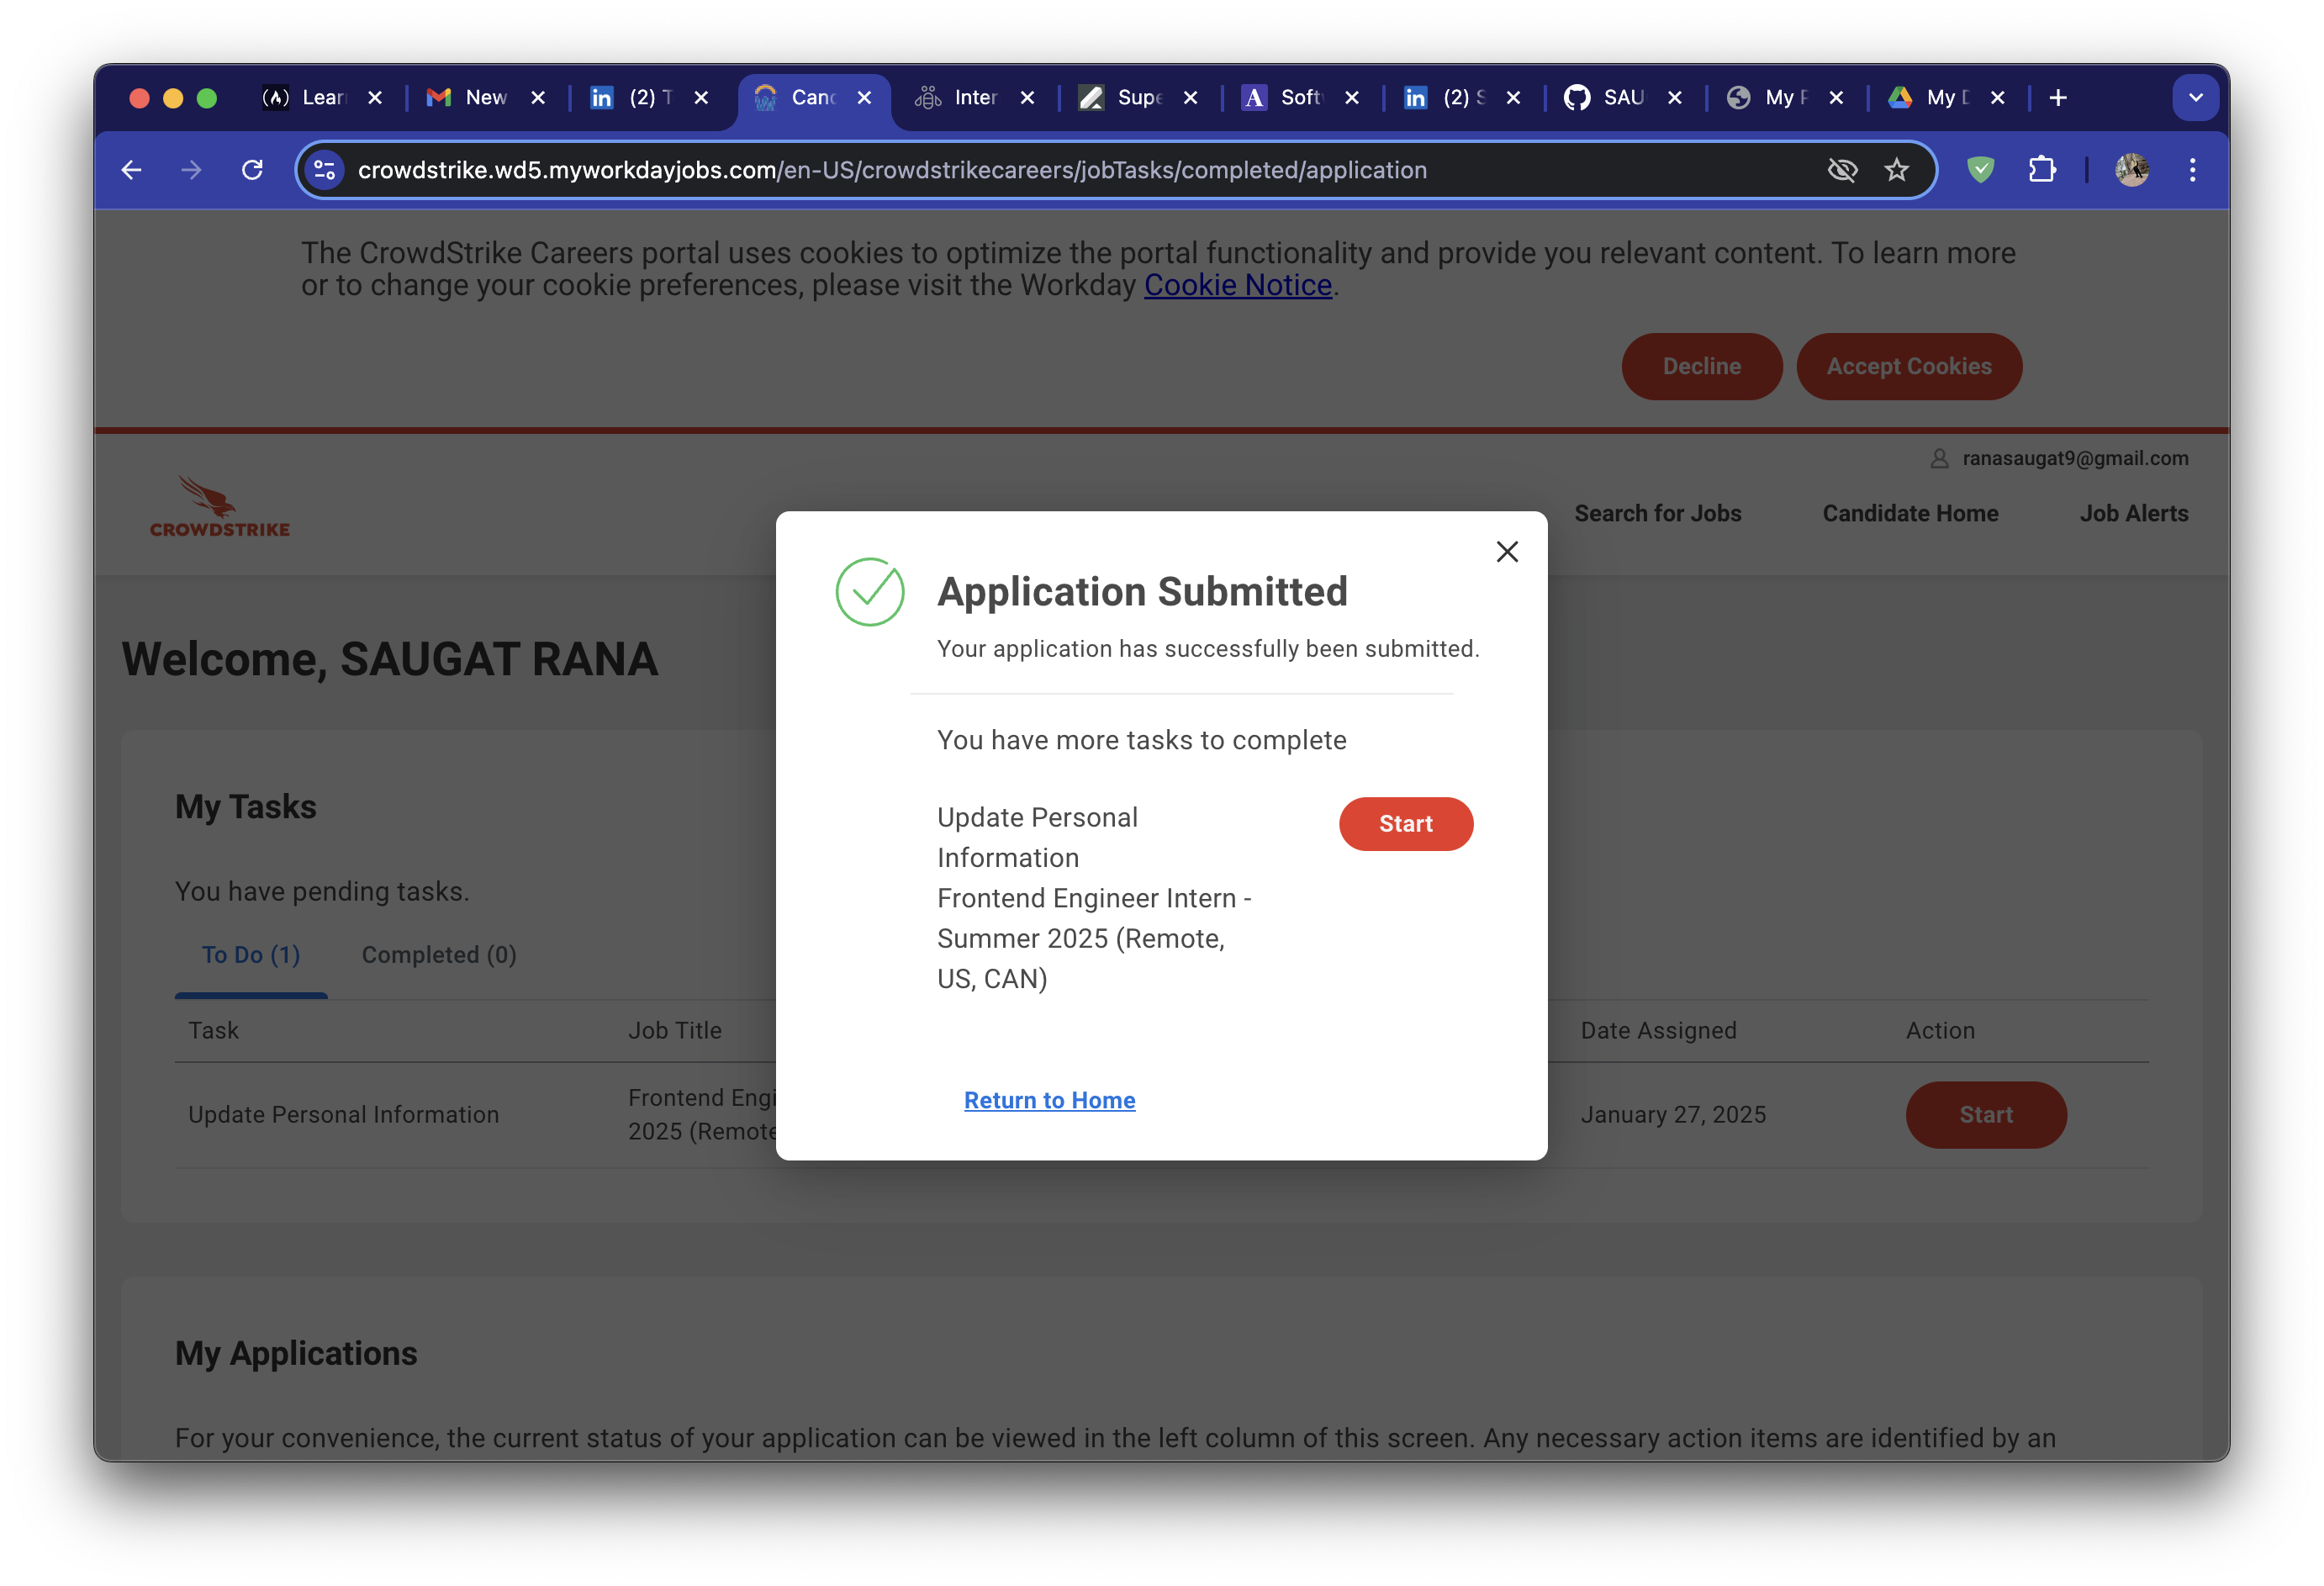 Lear
New
(2) T
Canc
Inter
Supe
Soft
(2) S
SAU
My P
My D
crowdstrike.wd5.myworkdayjobs.com/en-US/crowdstrikecareers/jobTasks/completed/application
The CrowdStrike Careers portal uses cookies to optimize the portal functionality and provide you relevant content. To learn more
or to change your cookie preferences, please visit the Workday Cookie Notice.
Decline
Accept Cookies
ranasaugat9@gmail.com
CROWDSTRIKE
Search for Jobs
Candidate Home
Job Alerts
Welcome, SAUGAT RANA
Application Submitted
Your application has successfully been submitted.
You have more tasks to complete
Update Personal
Information
Frontend Engineer Intern -
Summer 2025 (Remote,
US, CAN)
Start
Return to Home
My Tasks
You have pending tasks.
To Do (1)
Completed (0)
Task
Job Title
Date Assigned
Action
Update Personal Information
Frontend Engi
2025 (Remote
January 27, 2025
Start
My Applications
For your convenience, the current status of your application can be viewed in the left column of this screen. Any necessary action items are identified by an